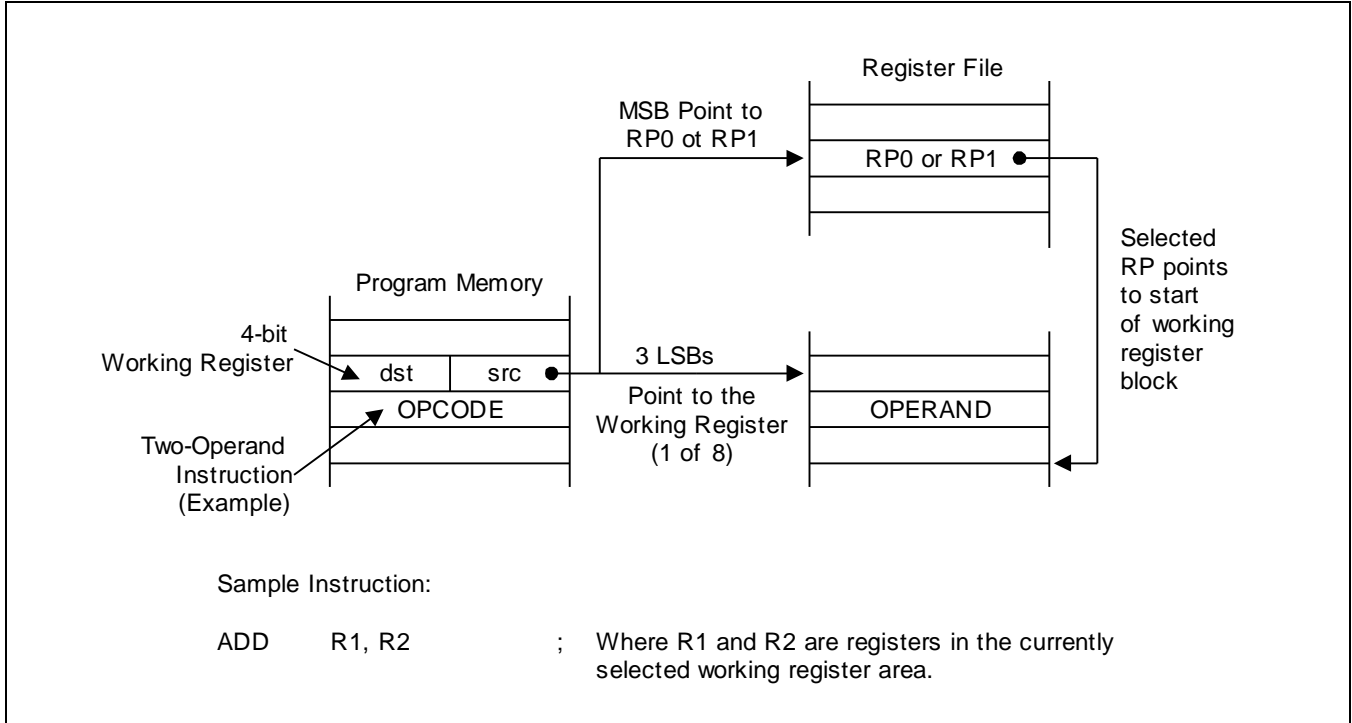 Register File
MSB Point to
RP0 ot RP1
RP0 or RP1
Selected
RP points
to start
of working
register
block
Program Memory
4-bit
Working Register
dst
src
3 LSBs
OPCODE
Point to the
Working Register
(1 of 8)
OPERAND
Two-Operand
Instruction
(Example)
Sample Instruction:
ADD R1, R2 ; Where R1 and R2 are registers in the currently
selected working register area.